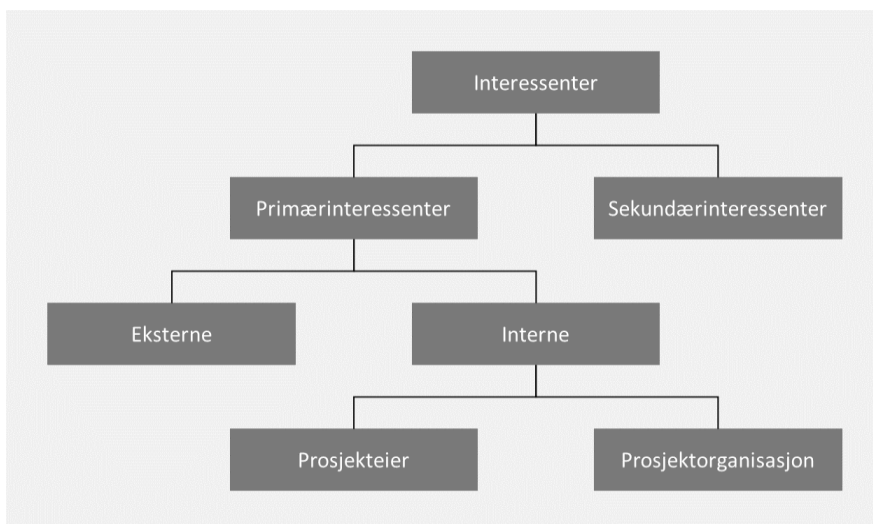 Interessenter
Primærinteressenter
Sekundærinteressenter
Eksterne
Interne
Prosjekteier
Prosjektorganisasjon